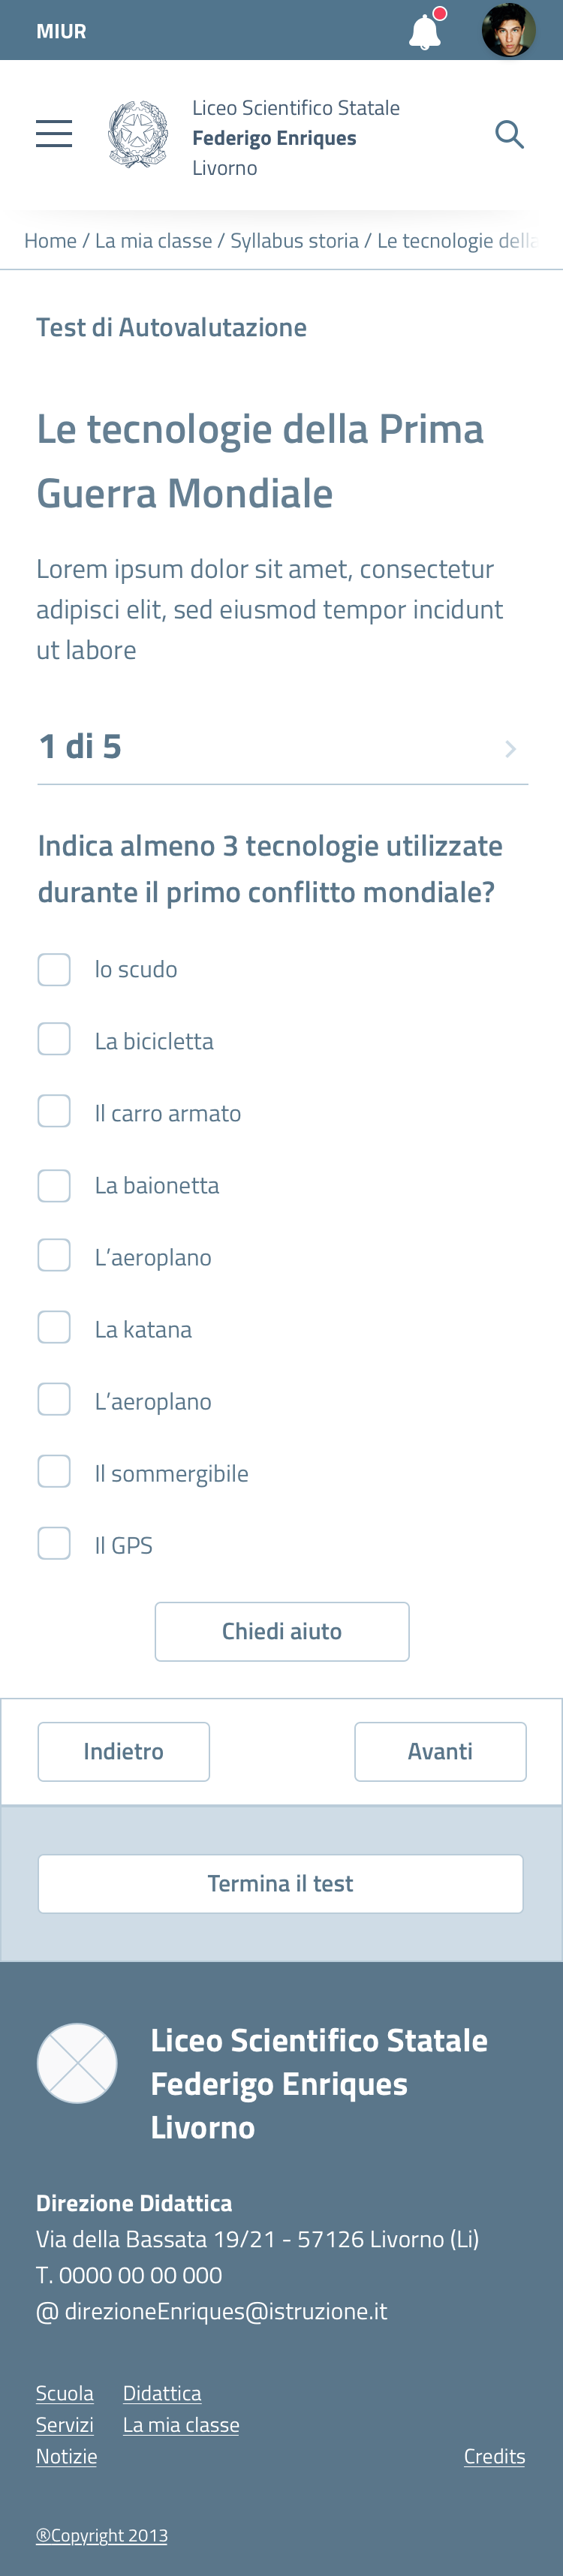 MIUR
Liceo Scientifico Statale
Federigo Enriques
Livorno
Home / La mia classe / Syllabus storia / Le tecnologie della
Test di Autovalutazione
Le tecnologie della Prima
Guerra Mondiale
Lorem ipsum dolor sit amet, consectetur
adipisci elit, sed eiusmod tempor incidunt
ut labore
1 di 5
Indica almeno 3 tecnologie utilizzate
durante il primo conflitto mondiale?
lo scudo
La bicicletta
Il carro armato
La baionetta
L’aeroplano
La katana
L’aeroplano
Il sommergibile
Il GPS
Chiedi aiuto
Indietro Avanti
Termina il test
Liceo Scientifico Statale
Federigo Enriques
Livorno
Direzione Didattica
Via della Bassata 19/21 - 57126 Livorno (Li)
T. 0000 00 00 000
@ direzioneEnriques@istruzione.it
Scuola Didattica
Servizi La mia classe
Notizie Credits
®Copyright 2013